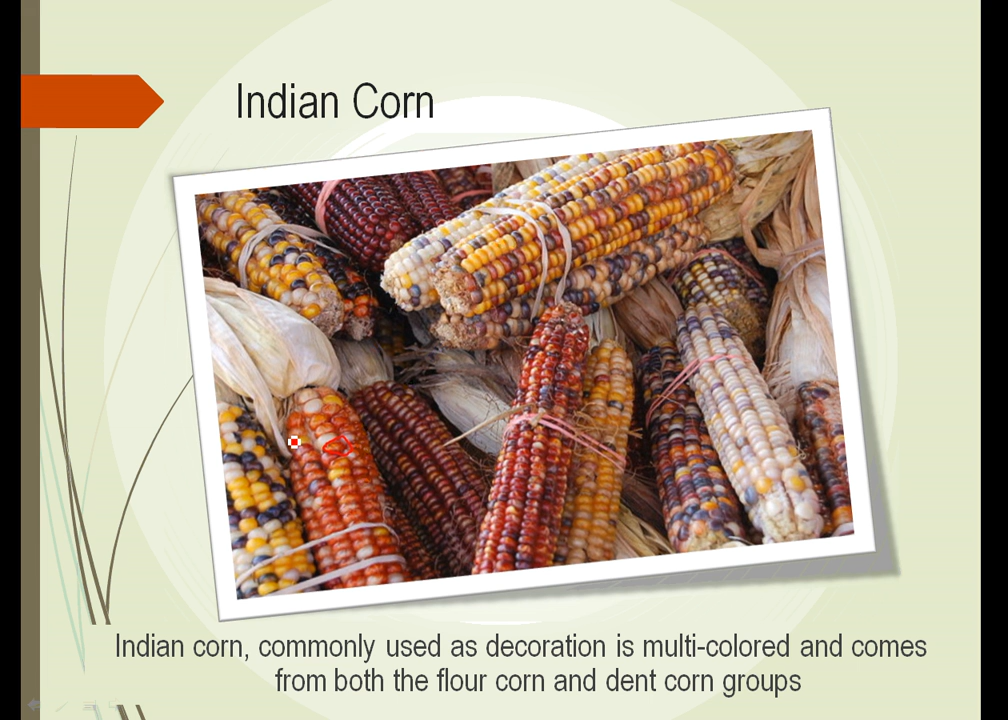 Indian Corn
Indian corn, commonly used as decoration is multi-colored and comes
from both the flour corn and dent corn groups